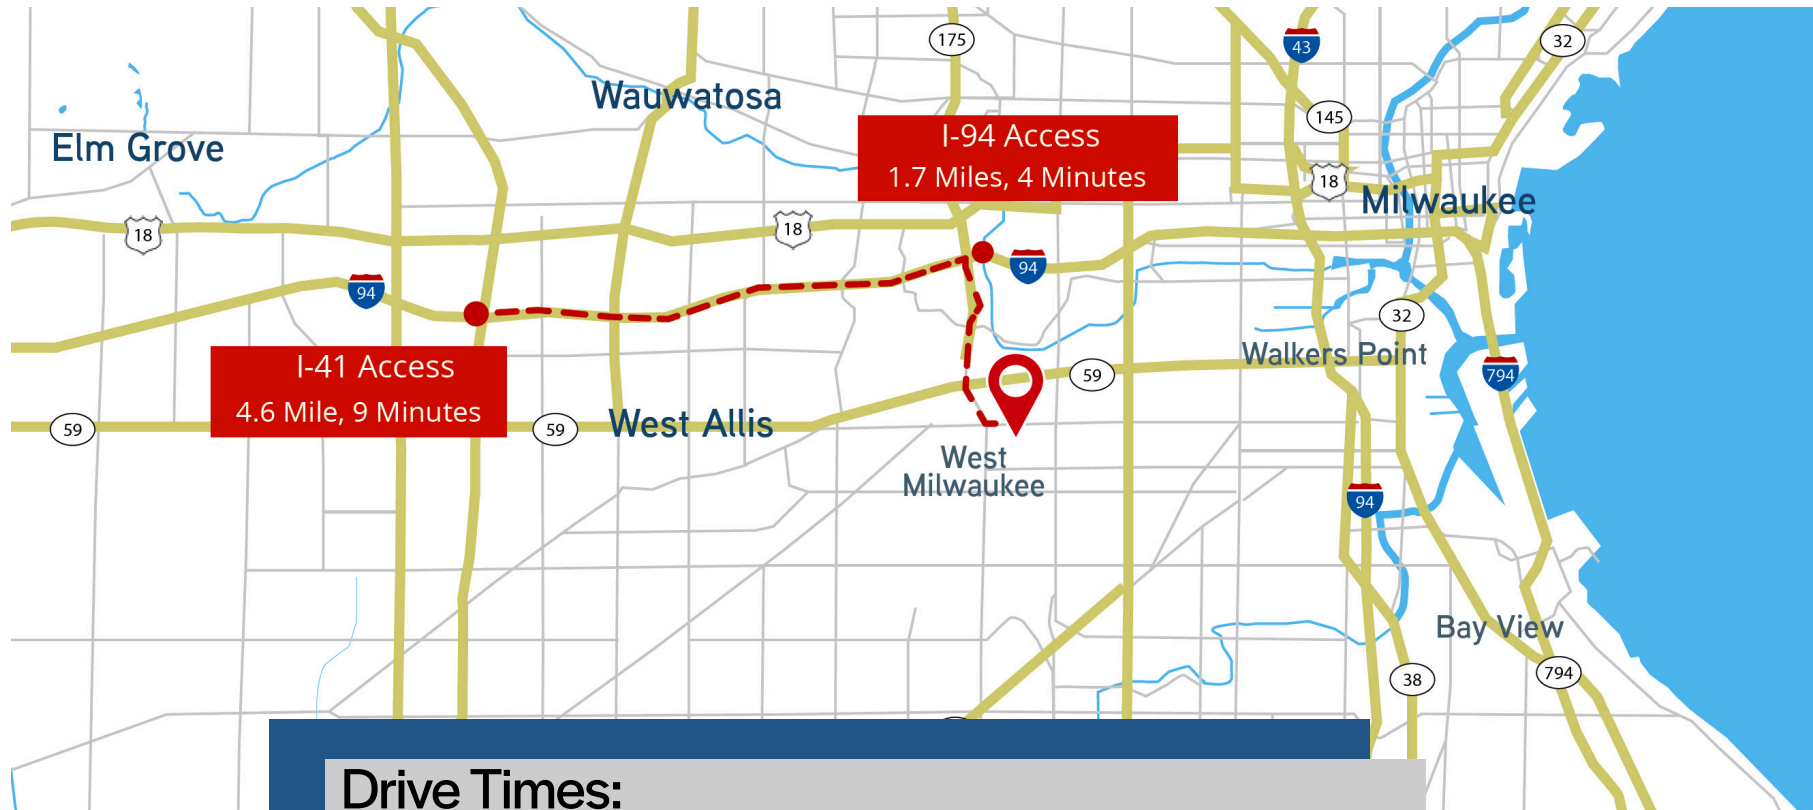 175
43
32
Wauwatosa
145
I-94 Access
1.7 Miles, 4 Minutes
Elm Grove
18
Milwaukee
18
18
94
94
32
I-41 Access
4.6 Mile, 9 Minutes
Walkers Point
59
794
59
59
West Allis
West
Milwaukee
94
Bay View
794
38
Drive Times: